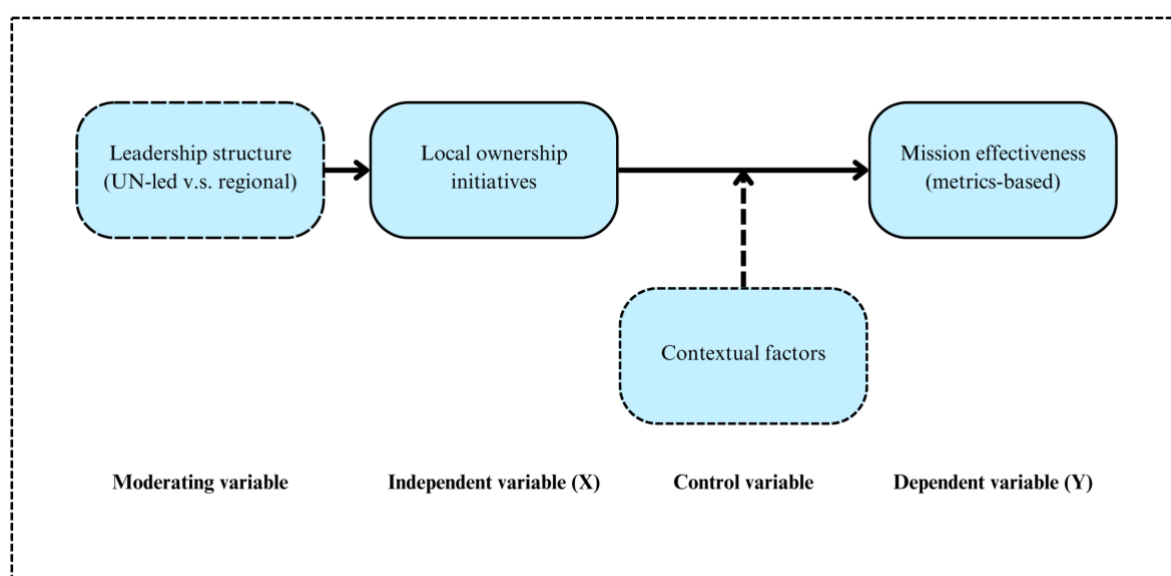 Leadership structure
(UN-led v.s. regional)
Local ownership
initiatives
Mission effectiveness
(metrics-based)
Contextual factors
Moderating variable
Independent variable (X)
Control variable
Dependent variable (Y)